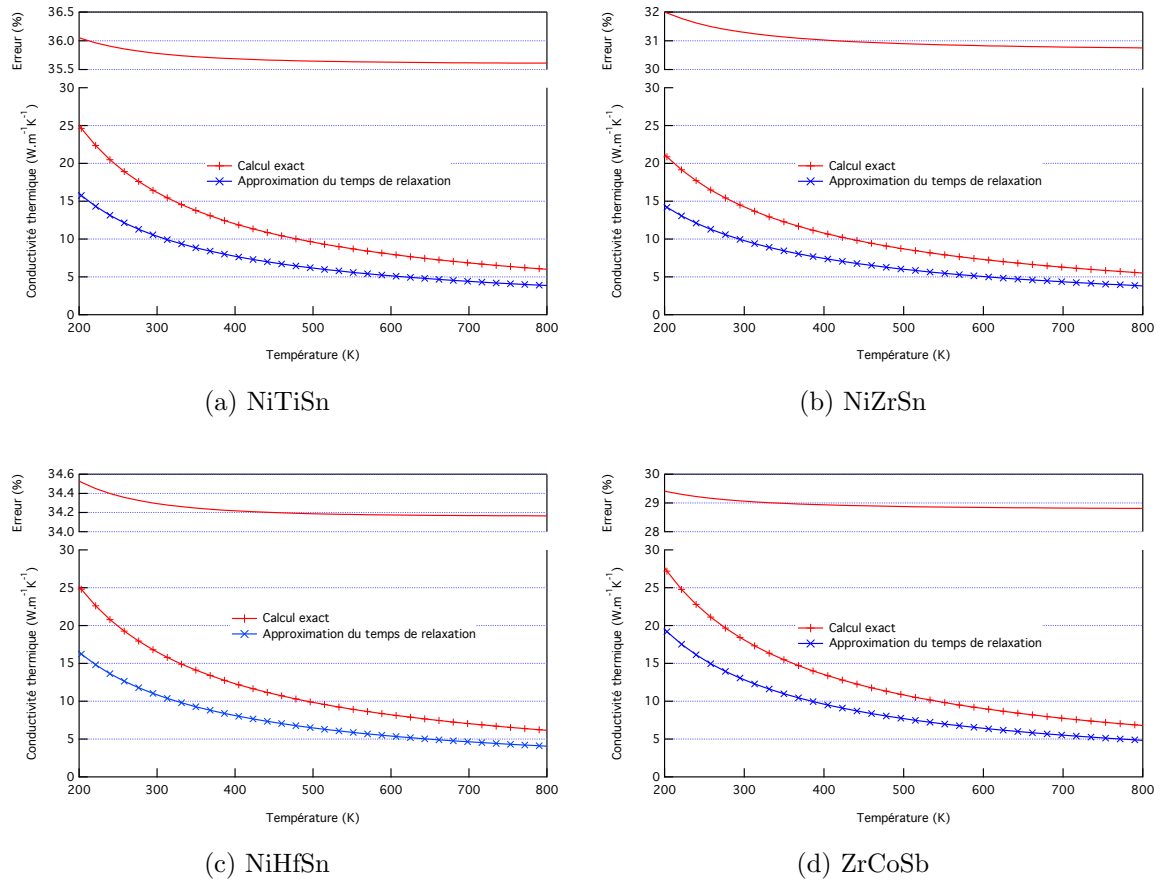 Erreur (%)
36.5
36.0
35.5
Conductivité thermique (W.m⁻¹K⁻¹)
30
25
20
15
10
5
0
Calcul exact
Approximation du temps de relaxation
200 300 400 500 600 700 800
Température (K)
(a) NiTiSn
Erreur (%)
32
31
30
Conductivité thermique (W.m⁻¹K⁻¹)
30
25
20
15
10
5
0
Calcul exact
Approximation du temps de relaxation
200 300 400 500 600 700 800
Température (K)
(b) NiZrSn
Erreur (%)
34.6
34.4
34.2
34.0
Conductivité thermique (W.m⁻¹K⁻¹)
30
25
20
15
10
5
0
Calcul exact
Approximation du temps de relaxation
200 300 400 500 600 700 800
Température (K)
(c) NiHfSn
Erreur (%)
30
29
28
Conductivité thermique (W.m⁻¹K⁻¹)
30
25
20
15
10
5
0
Calcul exact
Approximation du temps de relaxation
200 300 400 500 600 700 800
Température (K)
(d) ZrCoSb